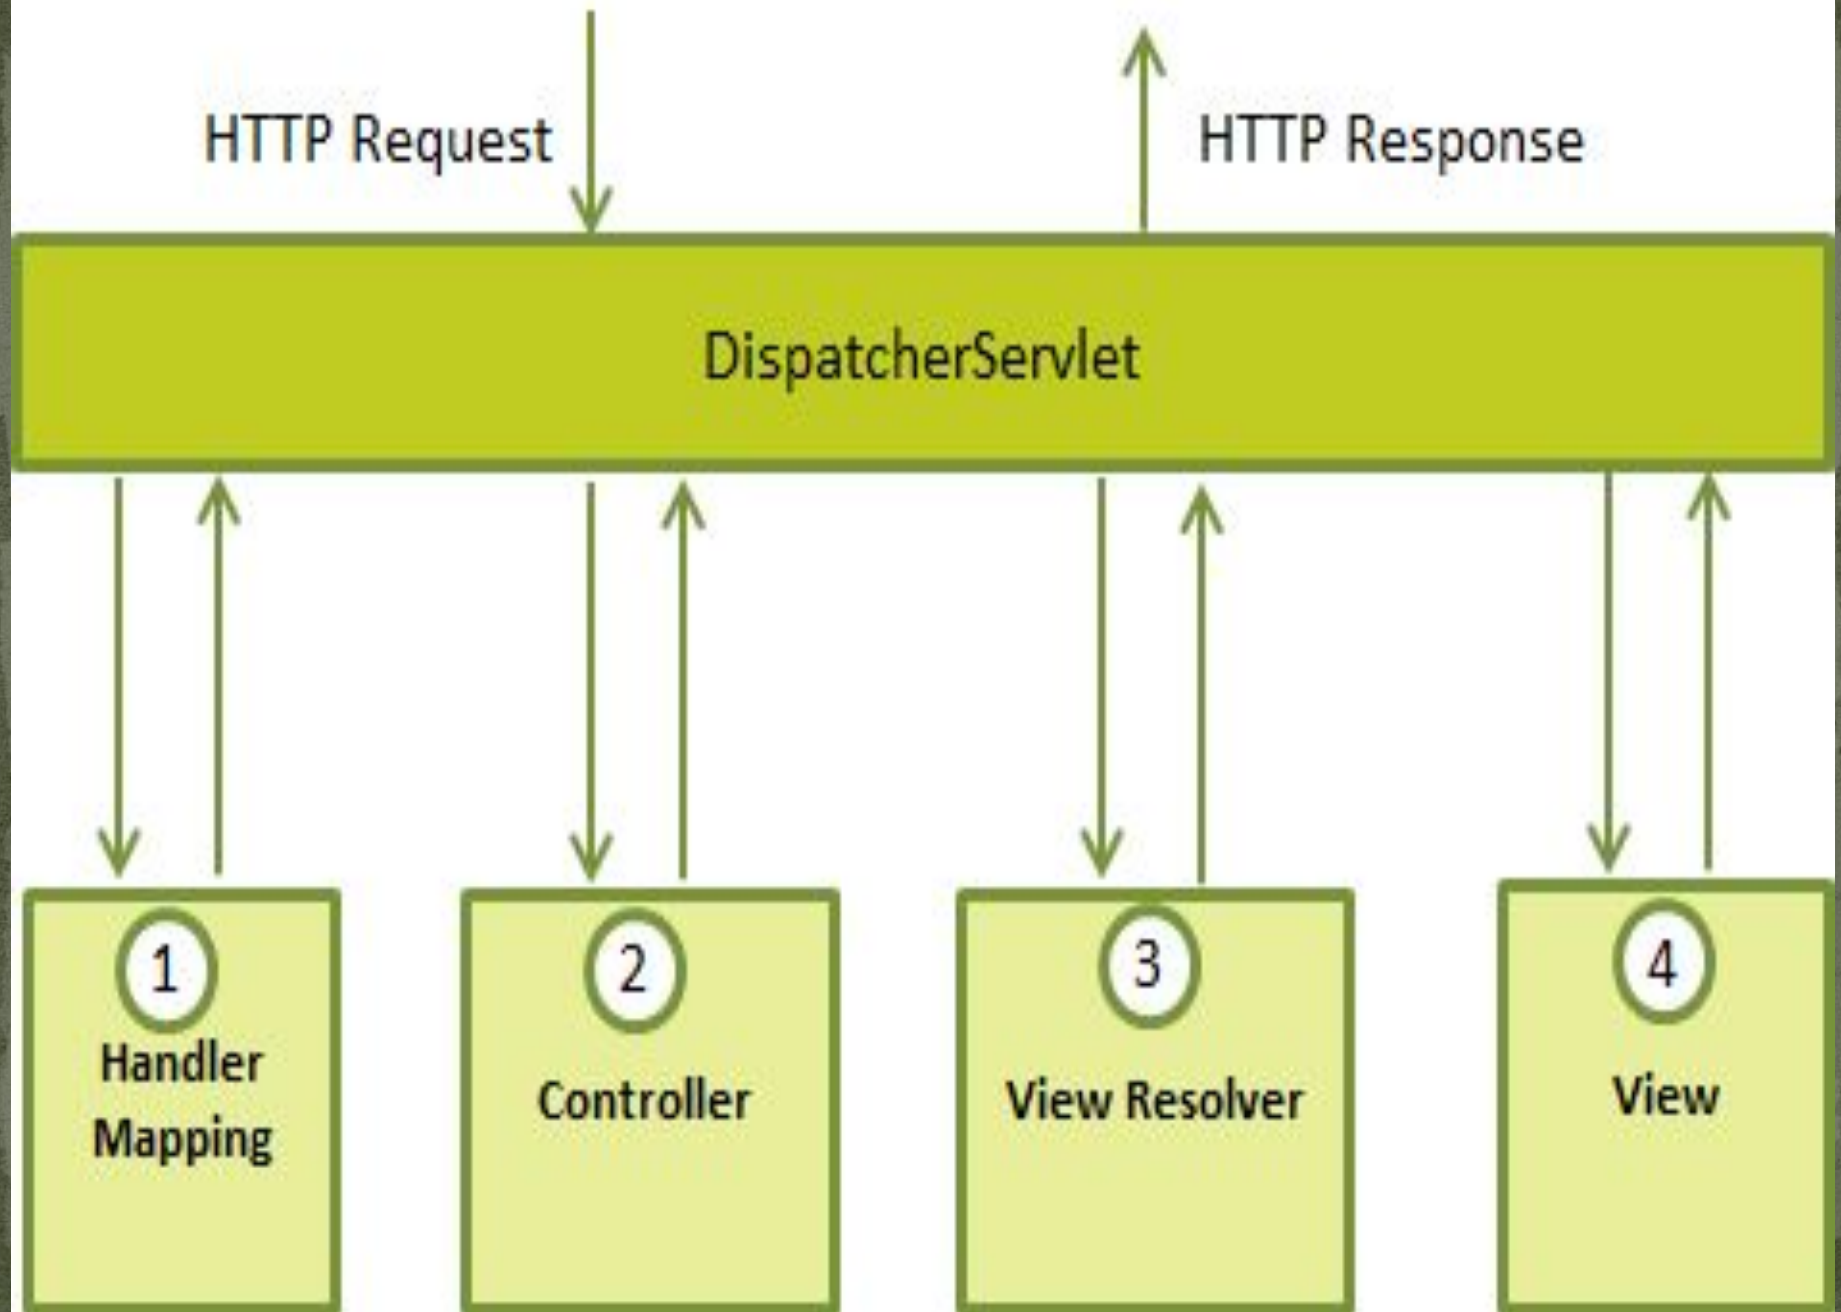 HTTP Request
HTTP Response
DispatcherServlet
1
Handler
Mapping
2
Controller
3
View Resolver
4
View